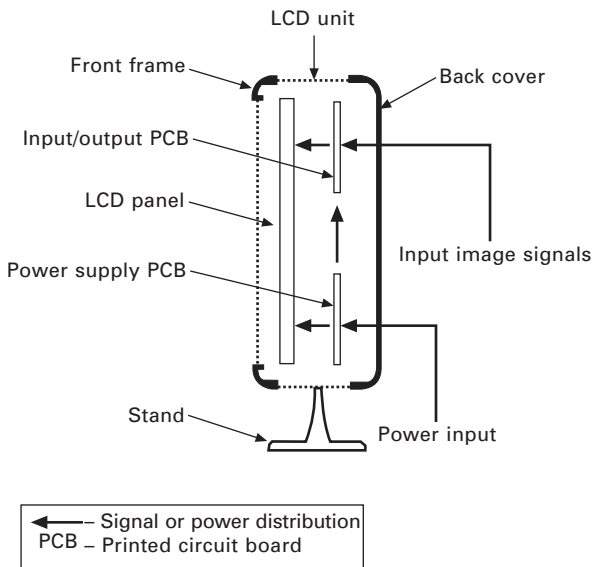 LCD unit
Front frame
Back cover
Input/output PCB
LCD panel
Input image signals
Power supply PCB
Stand
Power input
– Signal or power distribution
PCB – Printed circuit board